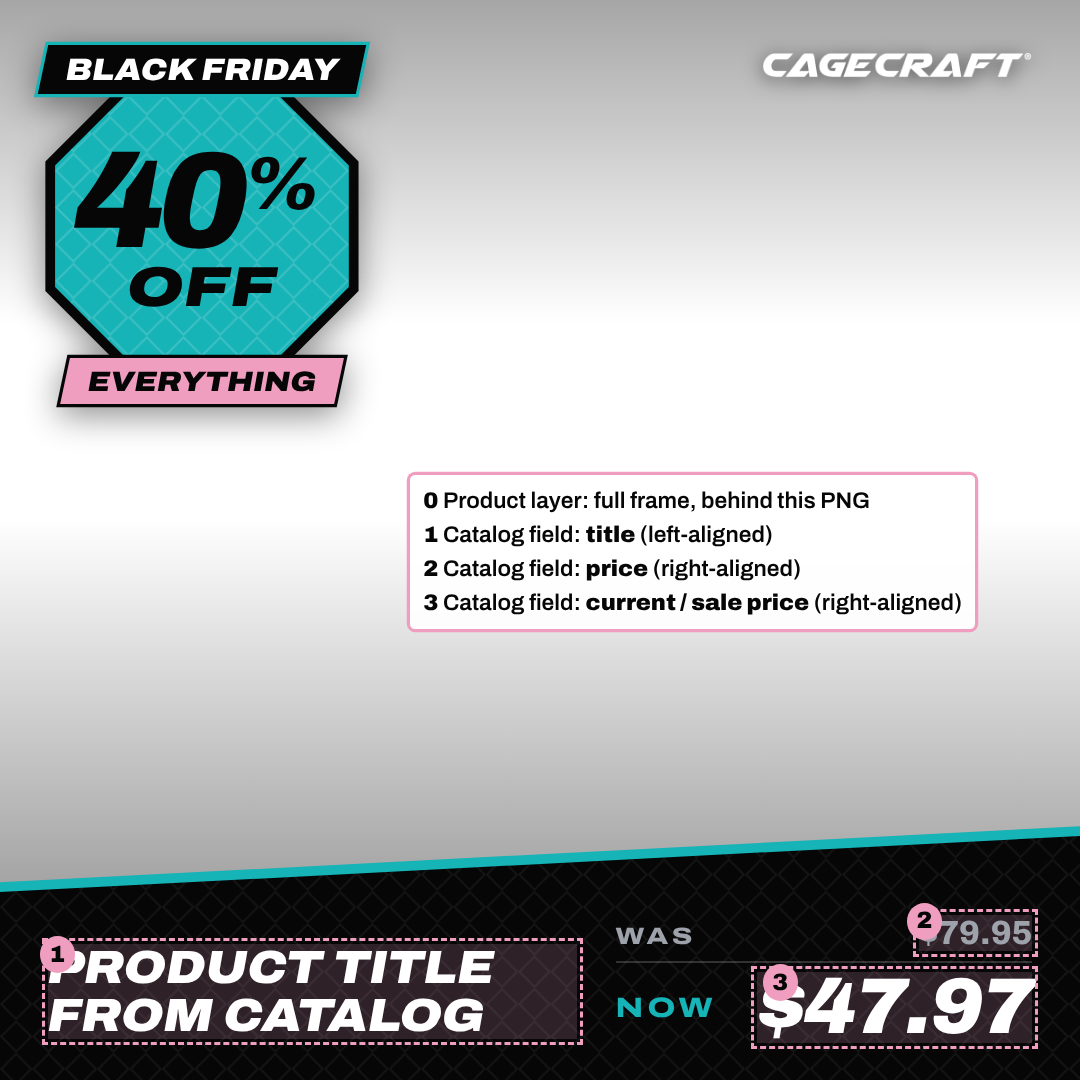 BLACK FRIDAY
CAGECRAFT®
40%
OFF
EVERYTHING
0 Product layer: full frame, behind this PNG
1 Catalog field: title (left-aligned)
2 Catalog field: price (right-aligned)
3 Catalog field: current / sale price (right-aligned)
1
PRODUCT TITLE
FROM CATALOG
WAS
2
$79.95
NOW
3
$47.97